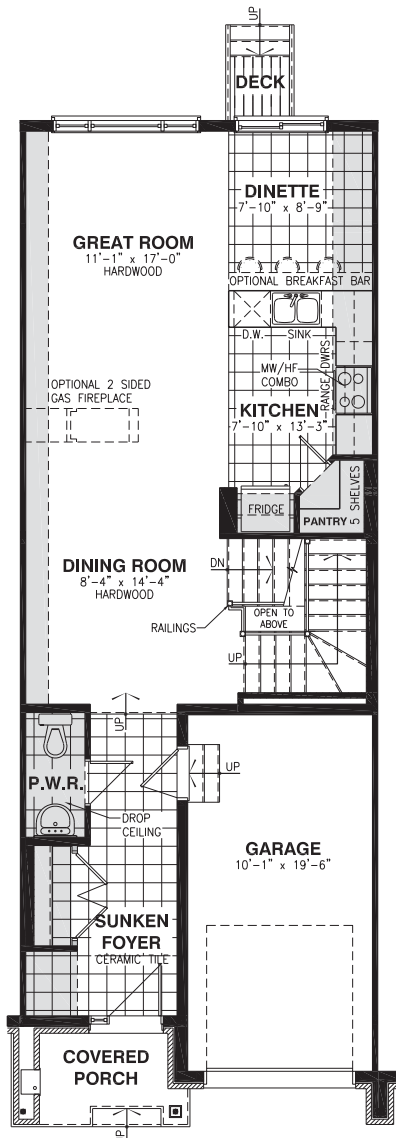 UP
DECK
DINETTE
7'-10" x 8'-9"
GREAT ROOM
11'-1" x 17'-0"
HARDWOOD
OPTIONAL BREAKFAST BAR
D.W. SINK
MW/HF
COMBO
RANGE
DWRS
OPTIONAL 2 SIDED
GAS FIREPLACE
KITCHEN
7'-10" x 13'-3"
FRIDGE
PANTRY
5 SHELVES
DINING ROOM
8'-4" x 14'-4"
HARDWOOD
DN
OPEN TO
ABOVE
RAILINGS
UP
UP
P.W.R.
UP
DROP
CEILING
GARAGE
10'-1" x 19'-6"
SUNKEN
FOYER
CERAMIC TILE
COVERED
PORCH